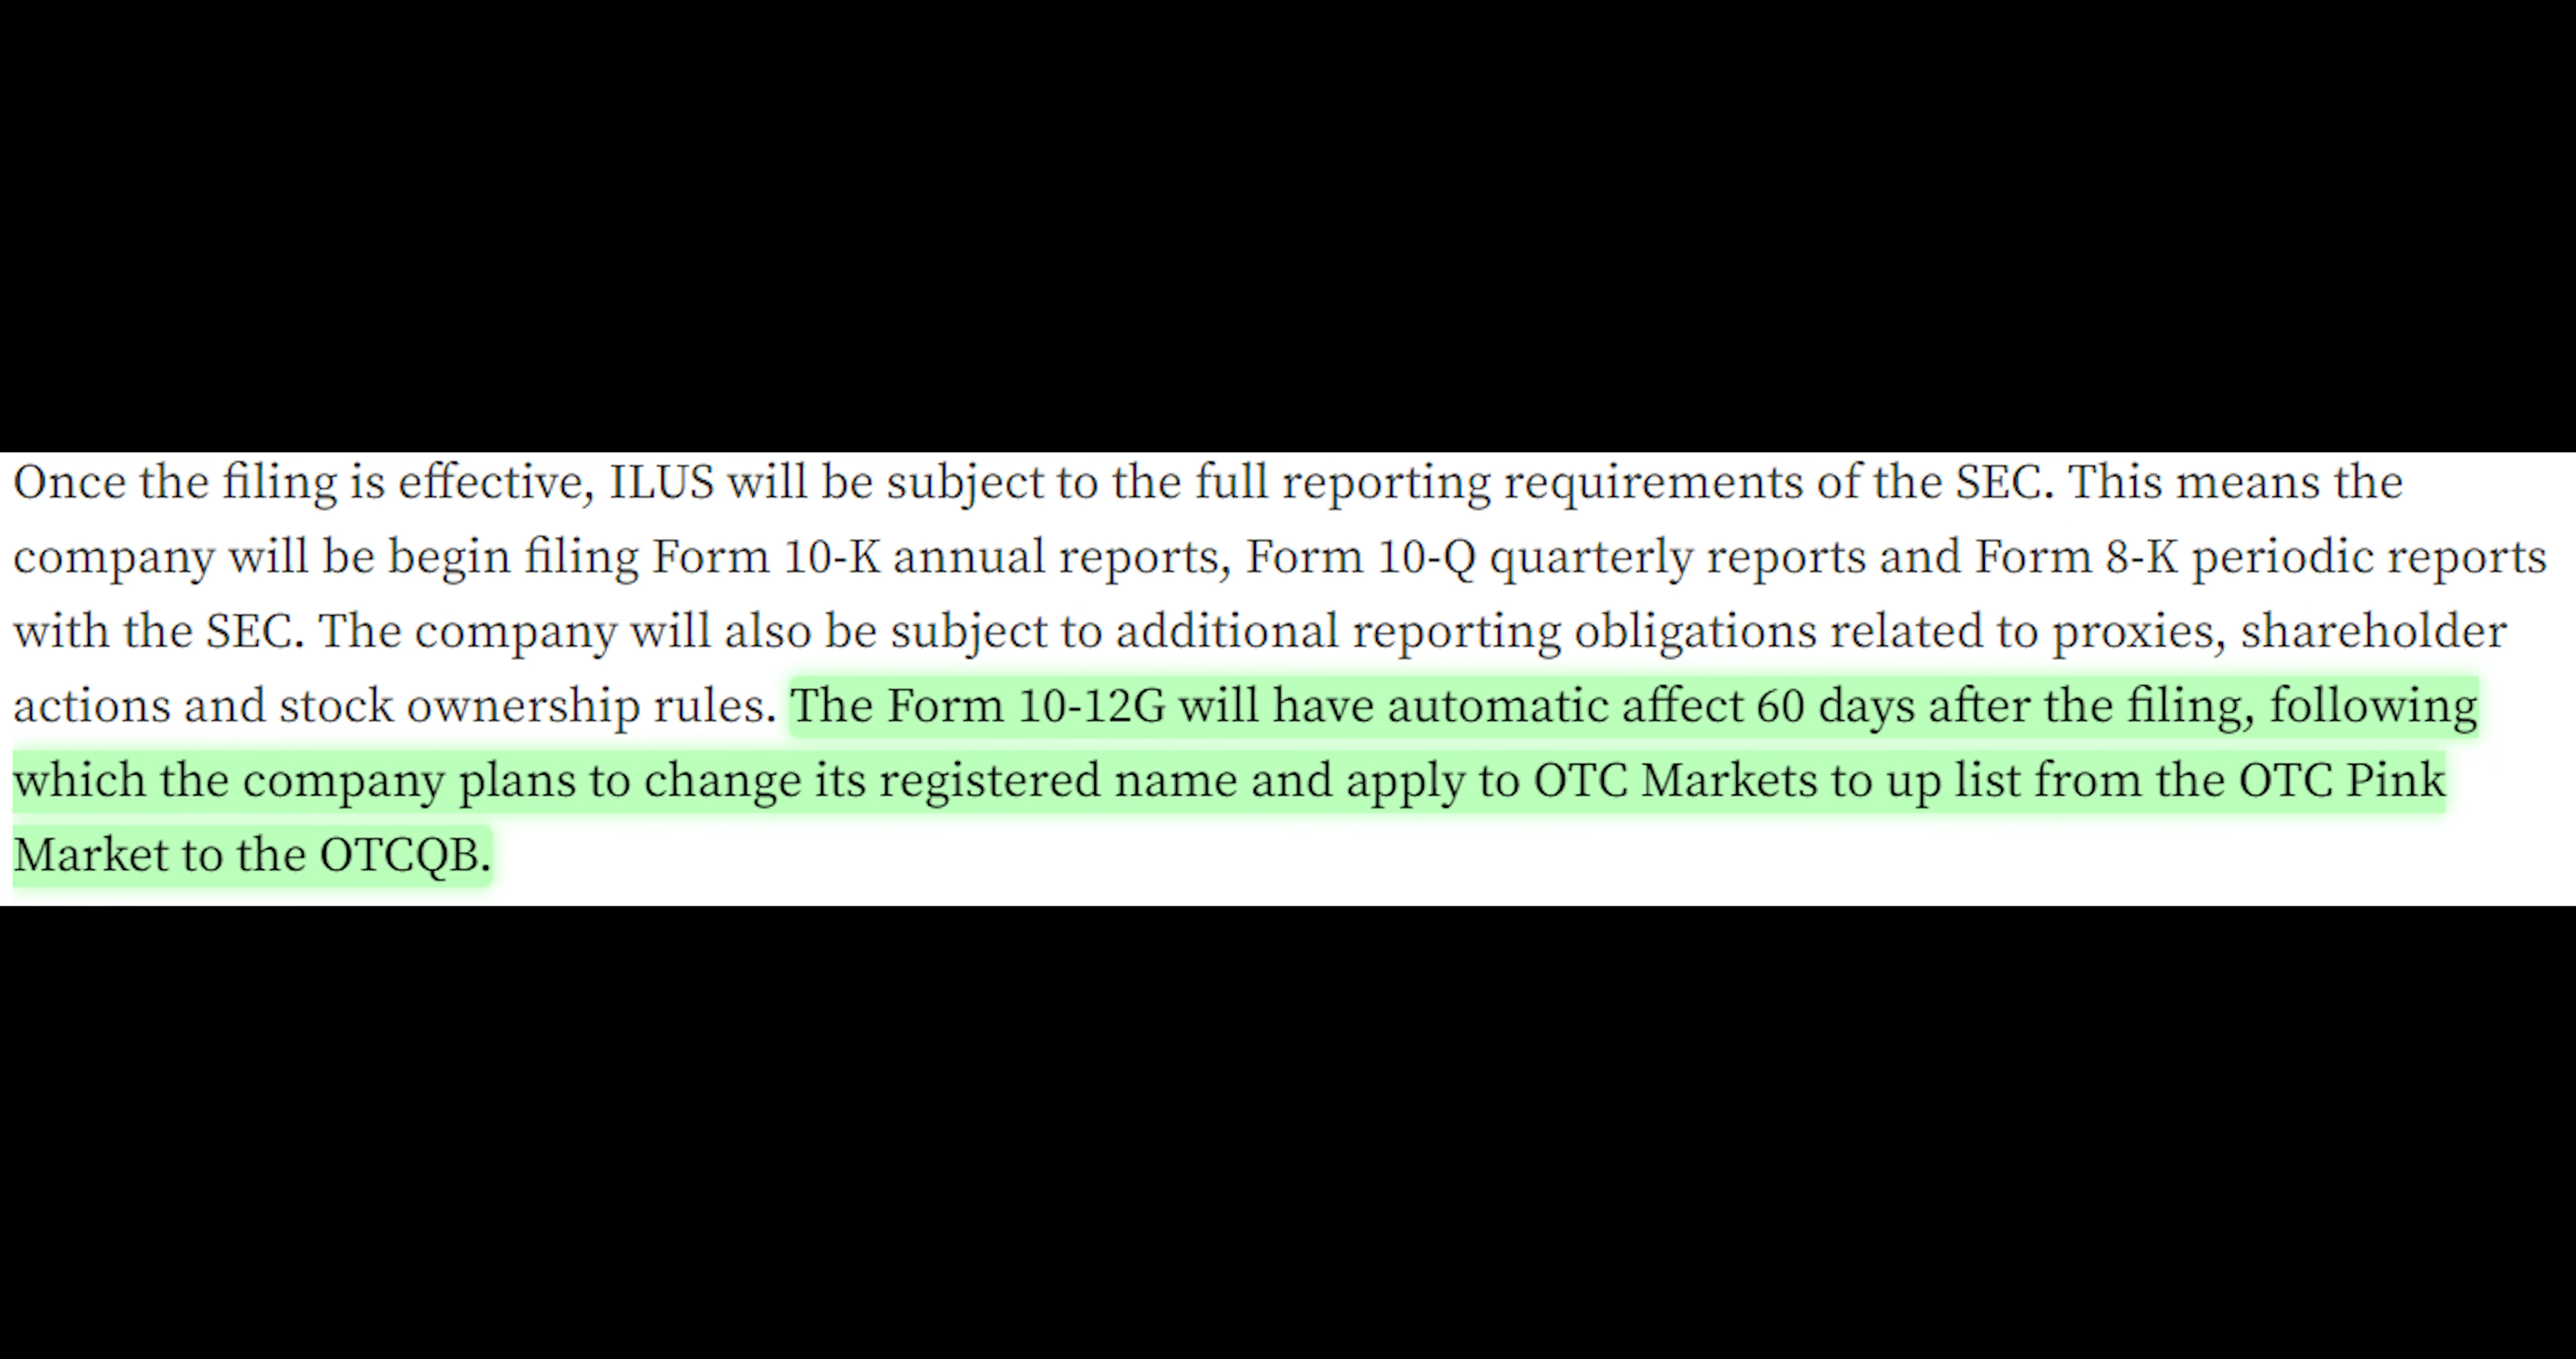 Once the filing is effective, ILUS will be subject to the full reporting requirements of the SEC. This means the
company will be begin filing Form 10-K annual reports, Form 10-Q quarterly reports and Form 8-K periodic reports
with the SEC. The company will also be subject to additional reporting obligations related to proxies, shareholder
actions and stock ownership rules. The Form 10-12G will have automatic affect 60 days after the filing, following
which the company plans to change its registered name and apply to OTC Markets to up list from the OTC Pink
Market to the OTCQB.